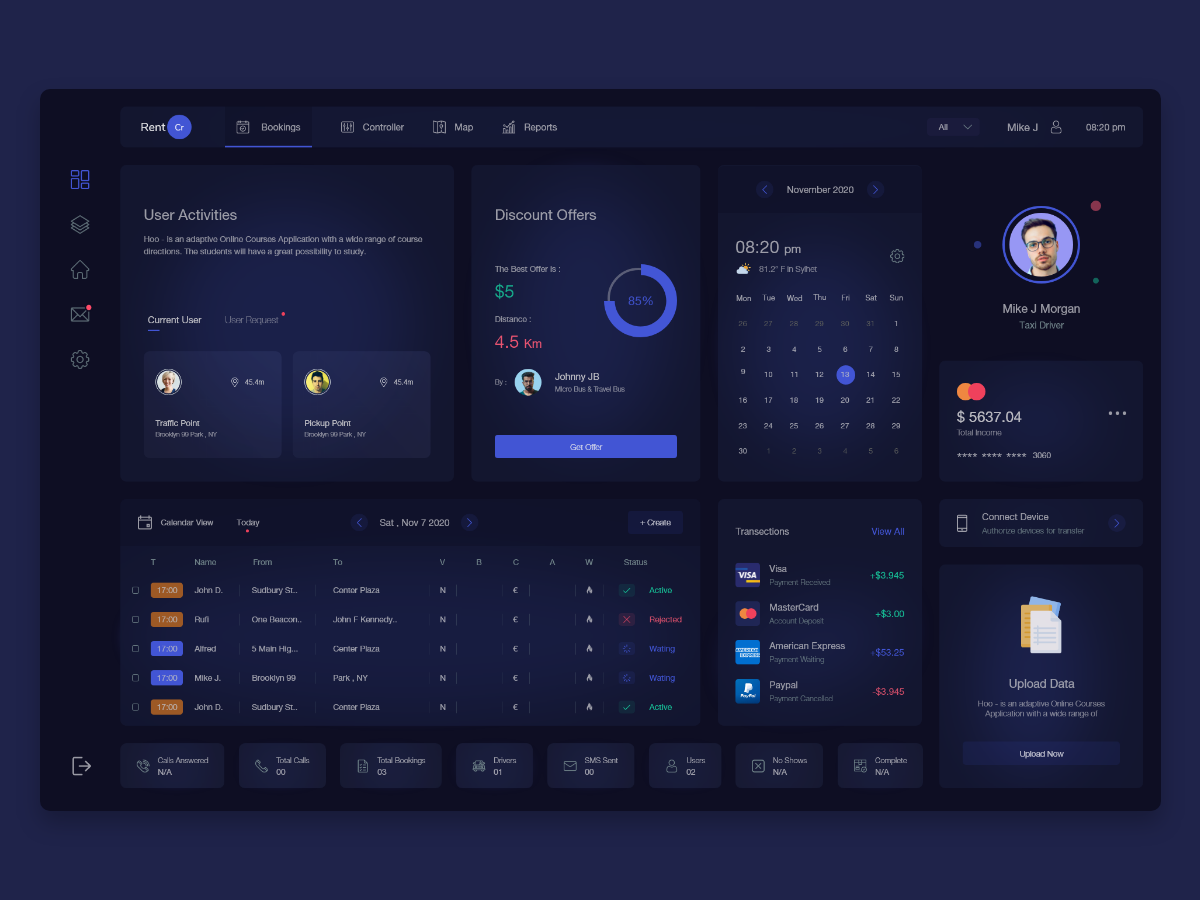 Rent Cr
Bookings
Controller
Map
Reports
All
Mike J
08:20 pm
User Activities
Hoo - is an adaptive Online Courses Application with a wide range of course
directions. The students will have a great possibility to study.
Current User
User Request
45.4m
Traffic Point
Brooklyn 99 Park , NY
45.4m
Pickup Point
Brooklyn 99 Park , NY
Discount Offers
The Best Offer is :
$5
Distance :
4.5 Km
85%
By :
Johnny JB
Micro Bus & Travel Bus
Get Offer
November 2020
08:20 pm
81.2° F in Sylhet
Mon Tue Wed Thu Fri Sat Sun
26 27 28 29 30 31 1
2 3 4 5 6 7 8
9 10 11 12 13 14 15
16 17 18 19 20 21 22
23 24 25 26 27 28 29
30 1 2 3 4 5 6
Mike J Morgan
Taxi Driver
$ 5637.04
Total Income
**** **** **** 3060
Calendar View
Today
Sat , Nov 7 2020
+ Create
T Name From To V B C A W Status
17:00 John D. Sudbury St.. Contor Plaza N € Active
17:00 Rufi One Beacon.. John F Kennedy.. N € Rejected
17:00 Alfred 5 Main Hig... Center Plaza N € Wating
17:00 Mike J. Brooklyn 99 Park , NY N € Wating
17:00 John D. Sudbury St.. Contor Plaza N € Active
Transections
View All
VISA
Visa
Payment Received
+$3.945
MasterCard
Account Deposit
+$3.00
AMERICAN EXPRESS
American Express
Payment Waiting
+$53.25
PayPal
Paypal
Payment Cancelled
-$3.945
Connect Device
Authorize devices for transfer
Upload Data
Hoo - is an adaptive Online Courses
Application with a wide range of
Upload Now
Calls Answered
N/A
Total Calls
00
Total Bookings
03
Drivers
01
SMS Sent
00
Users
02
No Shows
N/A
Complete
N/A